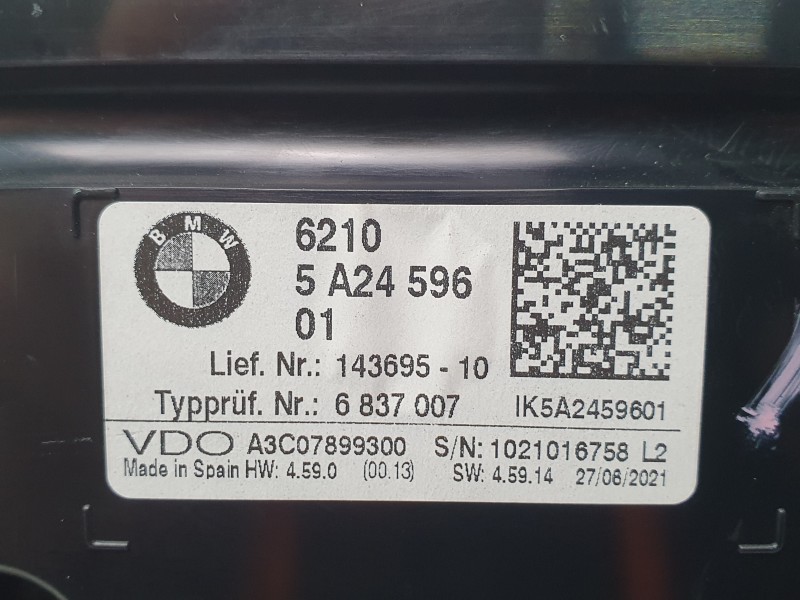 BMW
6210
5 A24 596
01
Lief. Nr.: 143695 - 10
Typprüf. Nr.: 6 837 007
IK5A2459601
VDO A3C07899300 S/N: 1021016758 L2
Made in Spain HW: 4.59.0 (00.13) SW: 4.59.14 27/06/2021